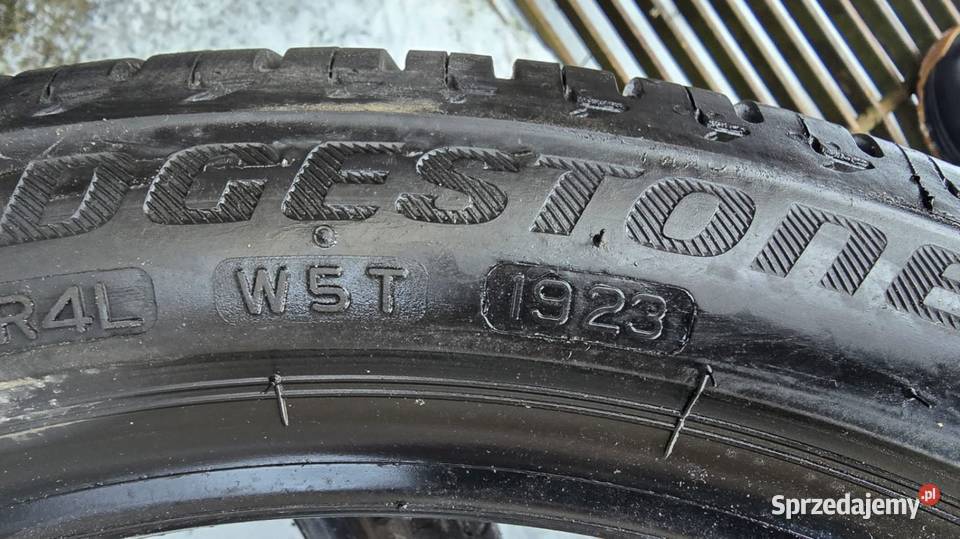 DGESTONE
R4L W5T 1923
Sprzedajemy.pl